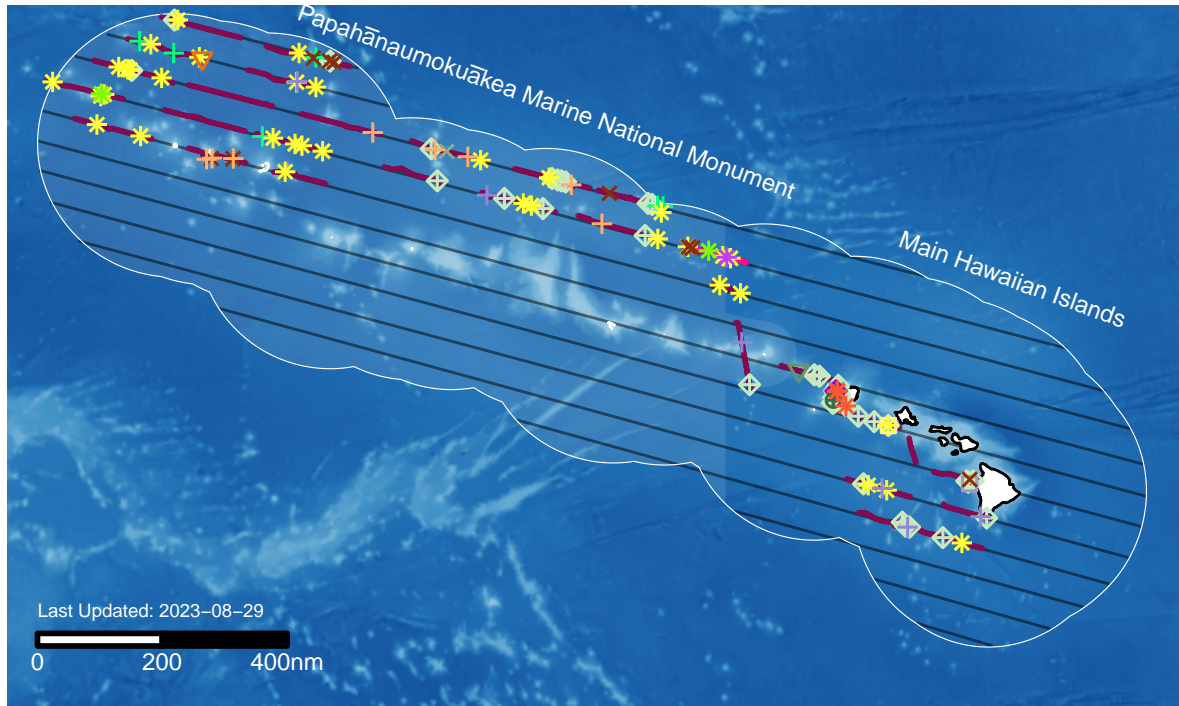 Papahānaumokuākea Marine National Monument
Main Hawaiian Islands
Last Updated: 2023−08−29
0 200 400nm